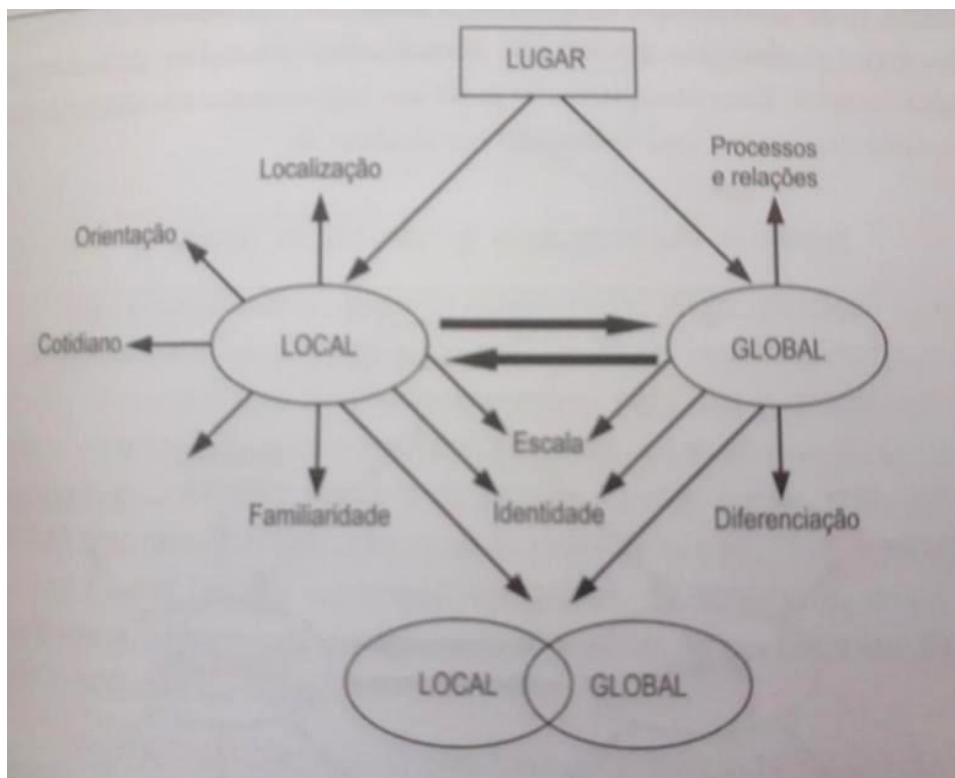 LUGAR
Localização
Processos
e relações
Orientação
Cotidiano
LOCAL
GLOBAL
Escala
Familiaridade
Identidade
Diferenciação
LOCAL
GLOBAL